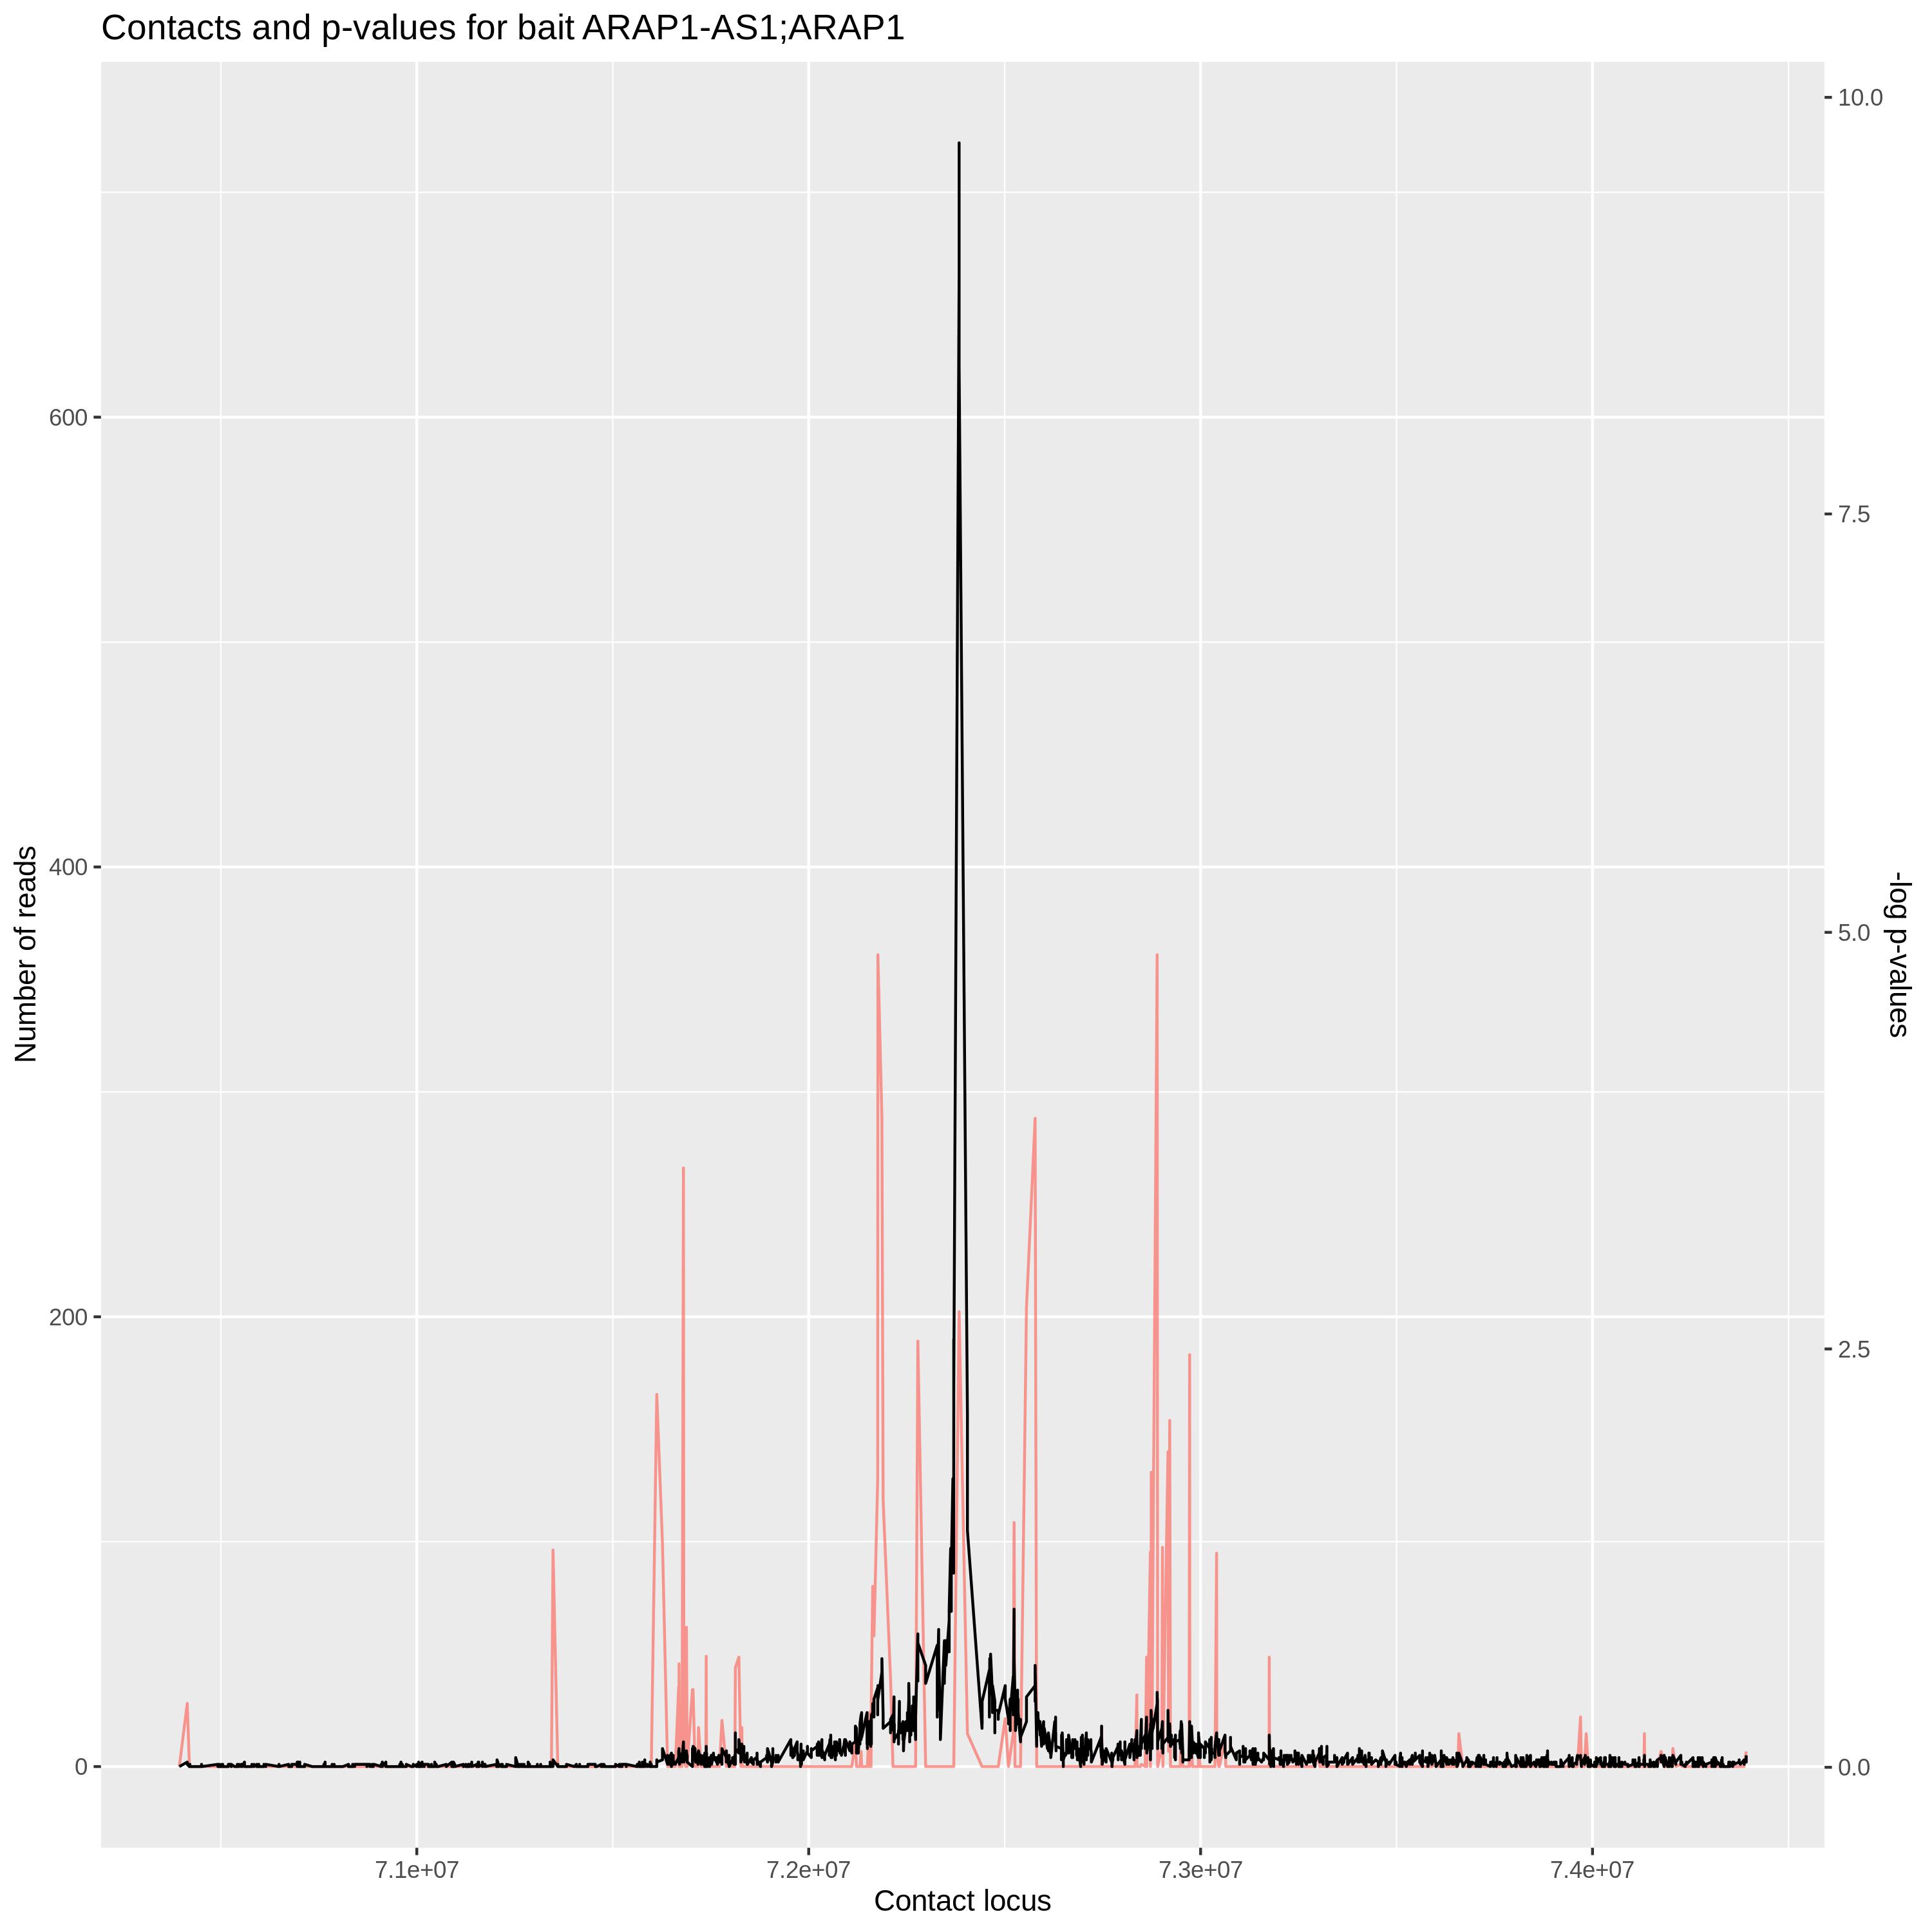 Contacts and p-values for bait ARAP1-AS1;ARAP1
10.0
7.5
5.0
2.5
0.0
-log p-values
600
400
200
0
Number of reads
7.1e+07
7.2e+07
7.3e+07
7.4e+07
Contact locus